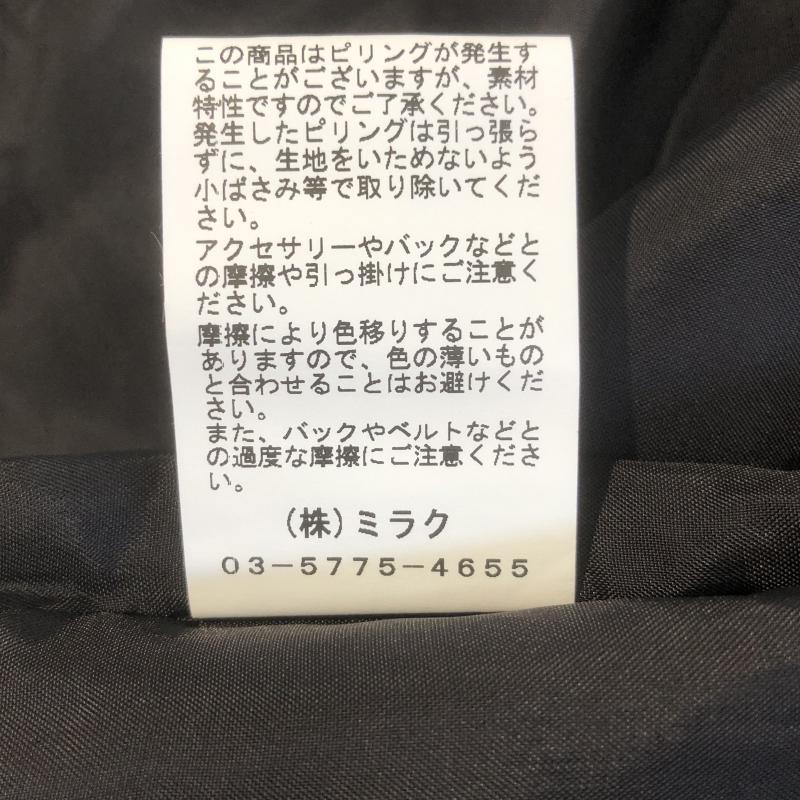 この商品はピリングが発生す
ることがございますが、素材
特性ですのでご了承ください。
発生したピリングは引っ張ら
ずに、生地をいためないよう
小ばさみ等で取り除いてくだ
さい。
アクセサリーやバックなどと
の摩擦や引っ掛けにご注意く
ださい。
摩擦により色移りすることが
ありますので、色の薄いもの
と合わせることはお避けくだ
さい。
また、バックやベルトなどと
の過度な摩擦にご注意くださ
い。
(株)ミラク
03-5775-4655